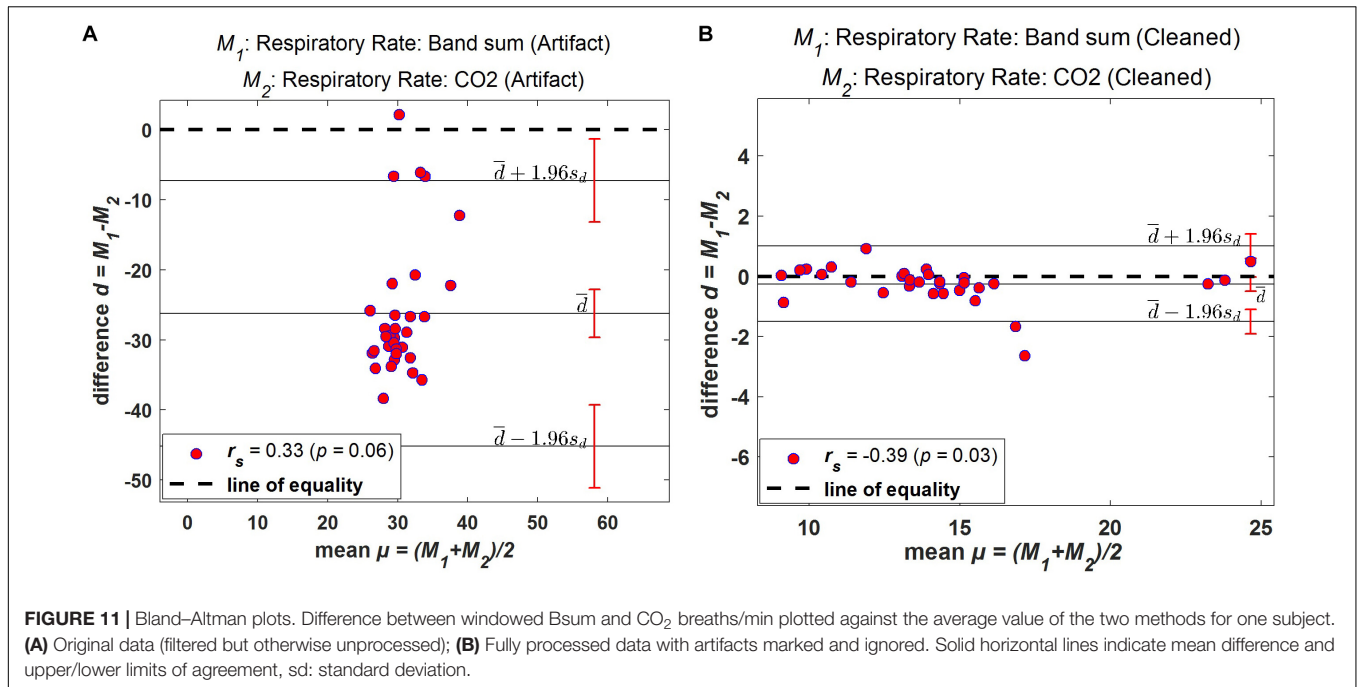 A
M1: Respiratory Rate: Band sum (Artifact)
M2: Respiratory Rate: CO2 (Artifact)
0
-10
-20
-30
-40
-50
difference d = M1-M2
d̅ + 1.96sd
d̅
d̅ − 1.96sd
rs = 0.33 (p = 0.06)
line of equality
0 10 20 30 40 50 60
mean μ = (M1+M2)/2
B
M1: Respiratory Rate: Band sum (Cleaned)
M2: Respiratory Rate: CO2 (Cleaned)
4
2
0
-2
-4
-6
difference d = M1-M2
d̅ + 1.96sd
d̅
d̅ − 1.96sd
rs = -0.39 (p = 0.03)
line of equality
10 15 20 25
mean μ = (M1+M2)/2
FIGURE 11 | Bland–Altman plots. Difference between windowed Bsum and CO2 breaths/min plotted against the average value of the two methods for one subject.
(A) Original data (filtered but otherwise unprocessed); (B) Fully processed data with artifacts marked and ignored. Solid horizontal lines indicate mean difference and
upper/lower limits of agreement, sd: standard deviation.